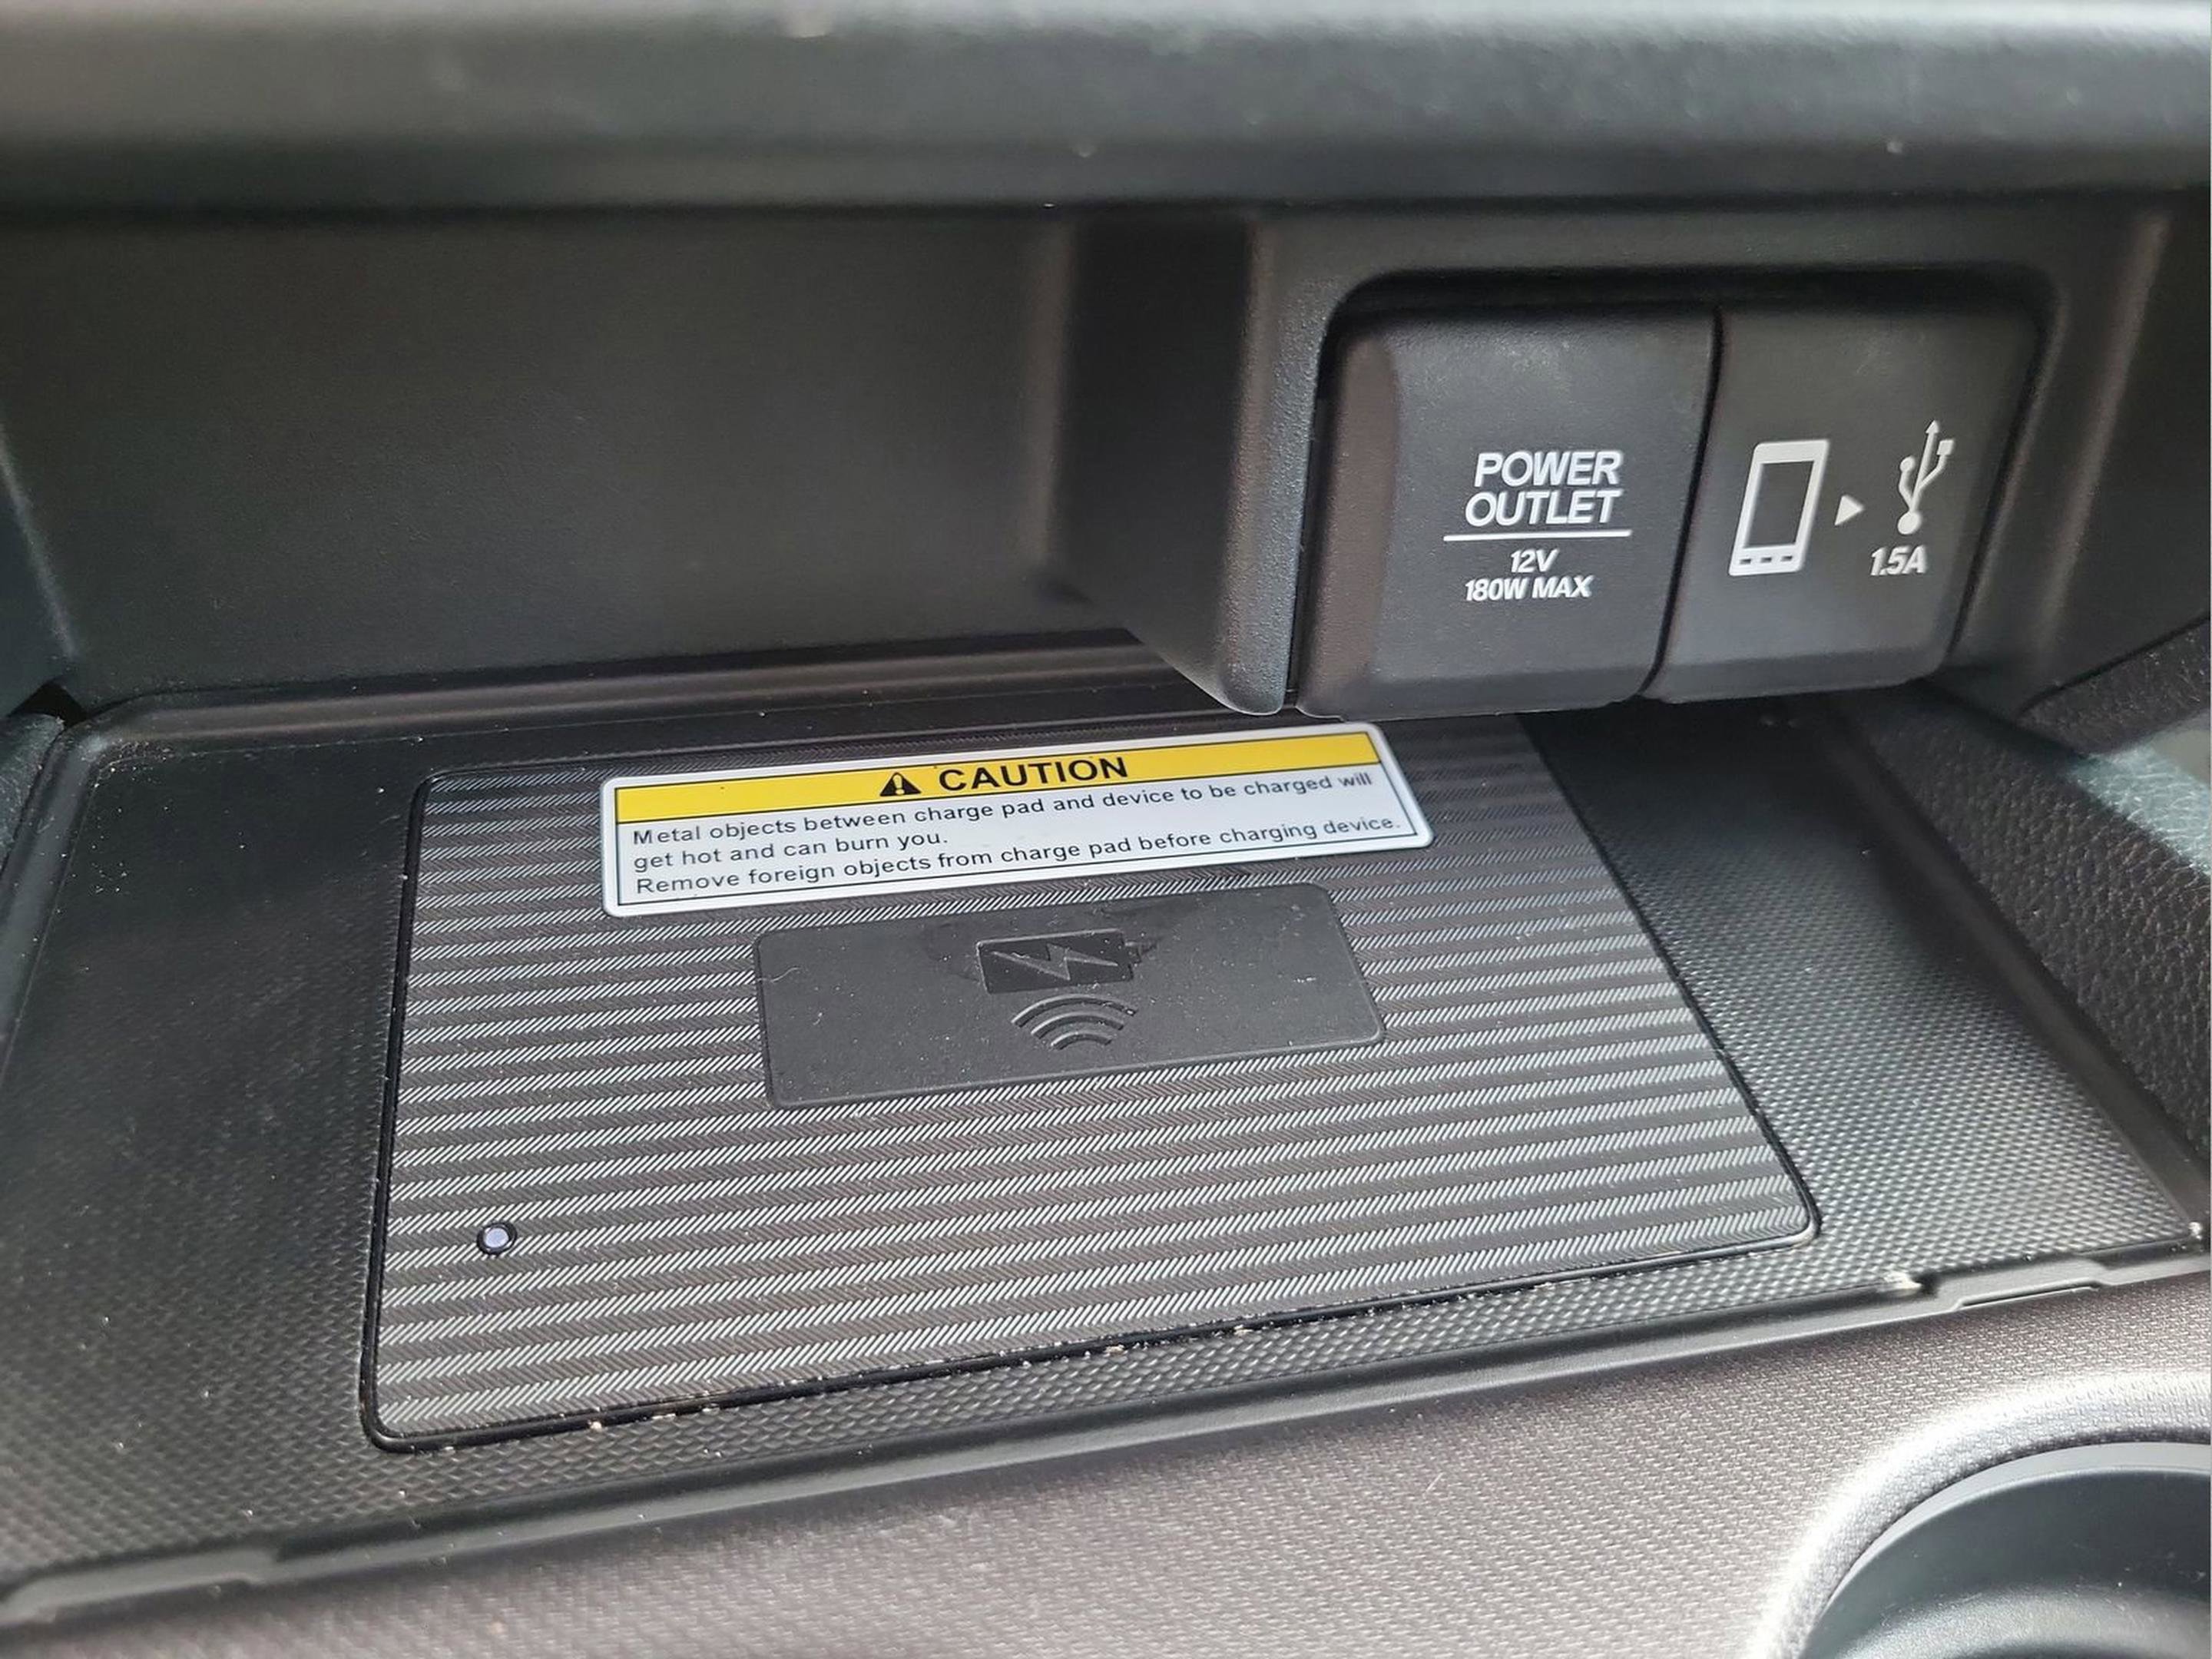 POWER
OUTLET
12V
180W MAX
1.5A
CAUTION
Metal objects between charge pad and device to be charged will
get hot and can burn you.
Remove foreign objects from charge pad before charging device.